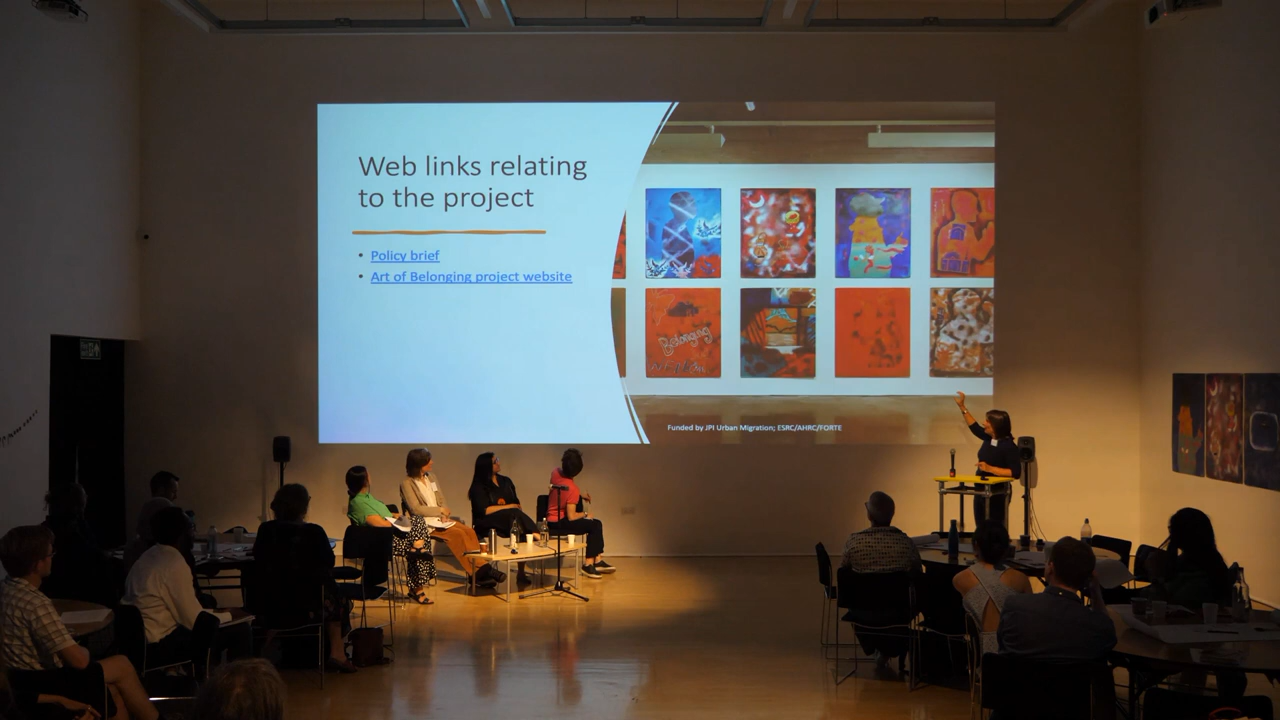 Web links relating
to the project
• Policy brief
• Art of Belonging project website
Belonging
Funded by JPI Urban Migration; ESRC/AHRC/FORTE